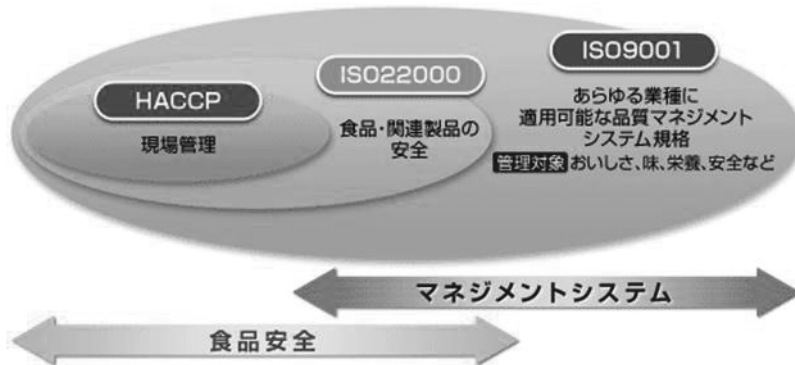 HACCP
現場管理
ISO22000
食品・関連製品の
安全
ISO9001
あらゆる業種に
適用可能な品質マネジメント
システム規格
管理対象 おいしさ、味、栄養、安全など
マネジメントシステム
食品安全